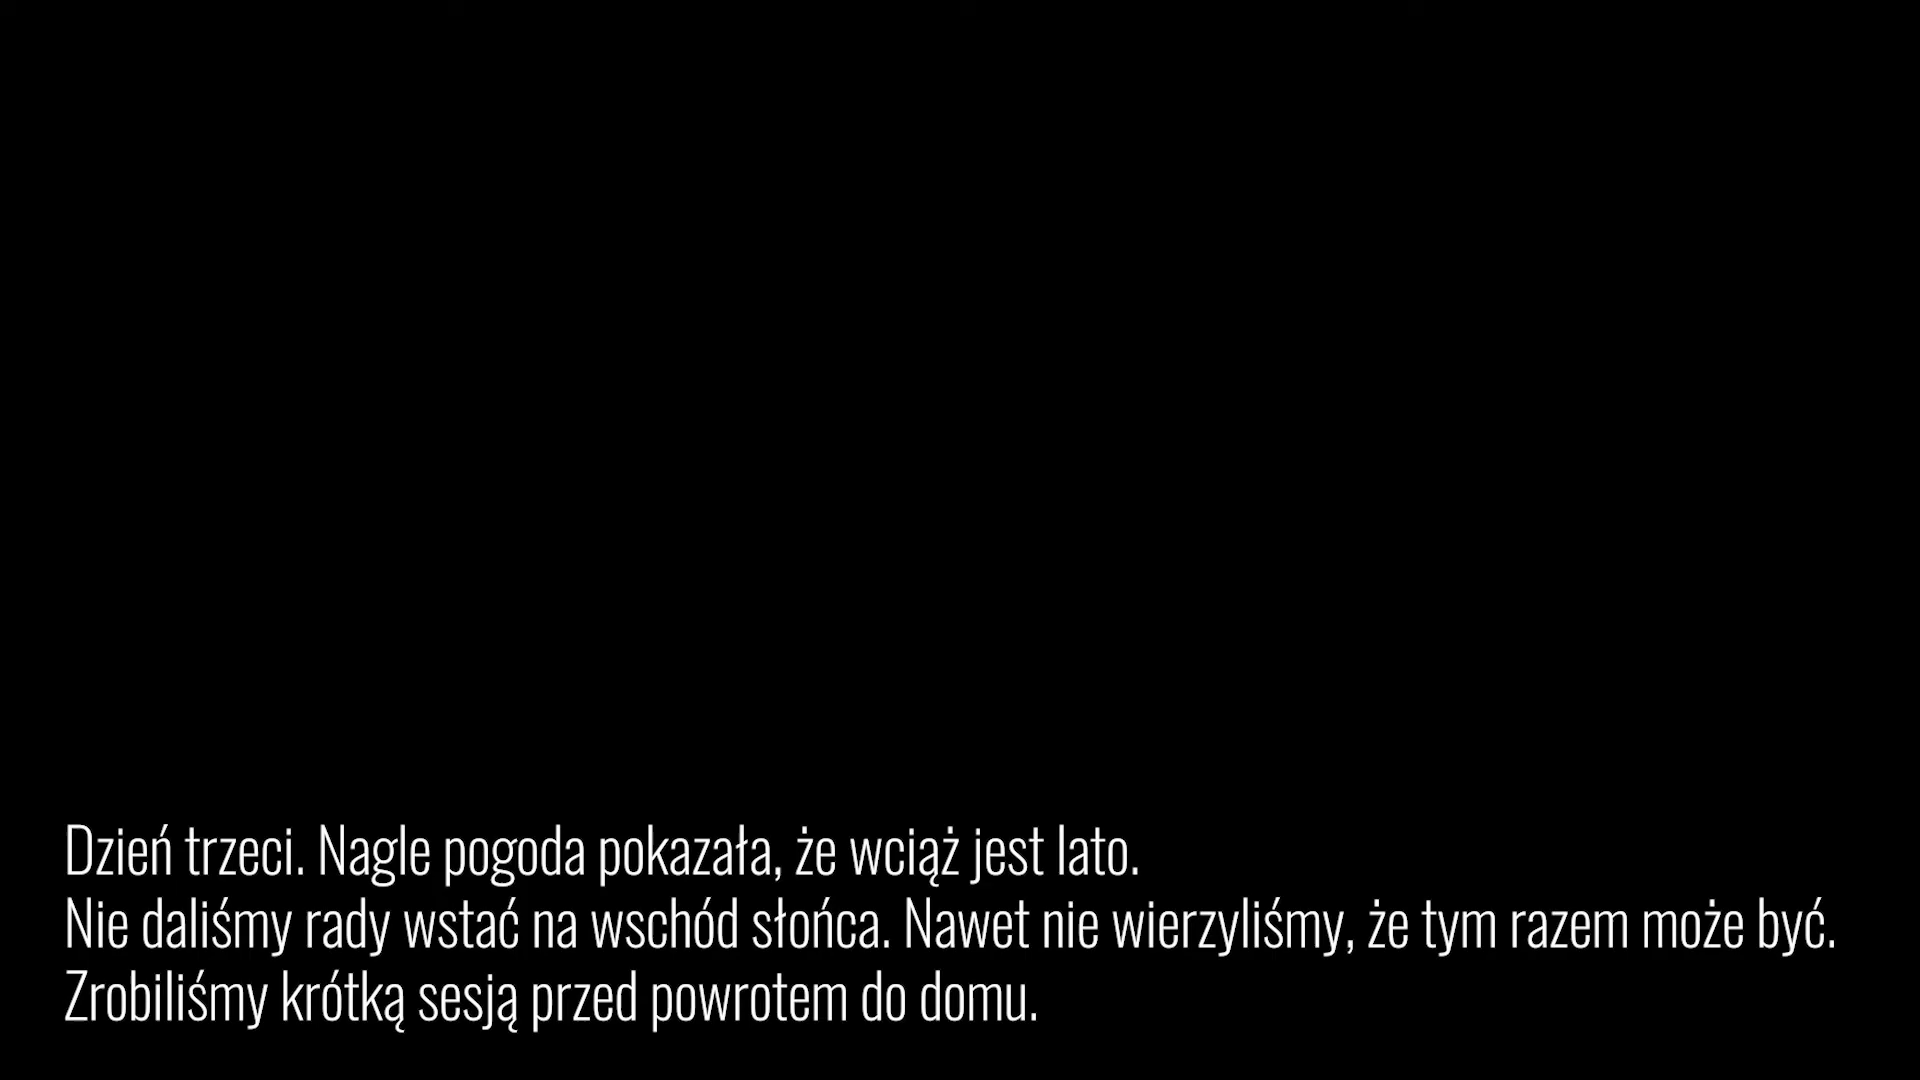 Dzień trzeci. Nagle pogoda pokazała, że wciąż jest lato.
Nie daliśmy rady wstać na wschód słońca. Nawet nie wierzyliśmy, że tym razem może być.
Zrobiliśmy krótką sesją przed powrotem do domu.